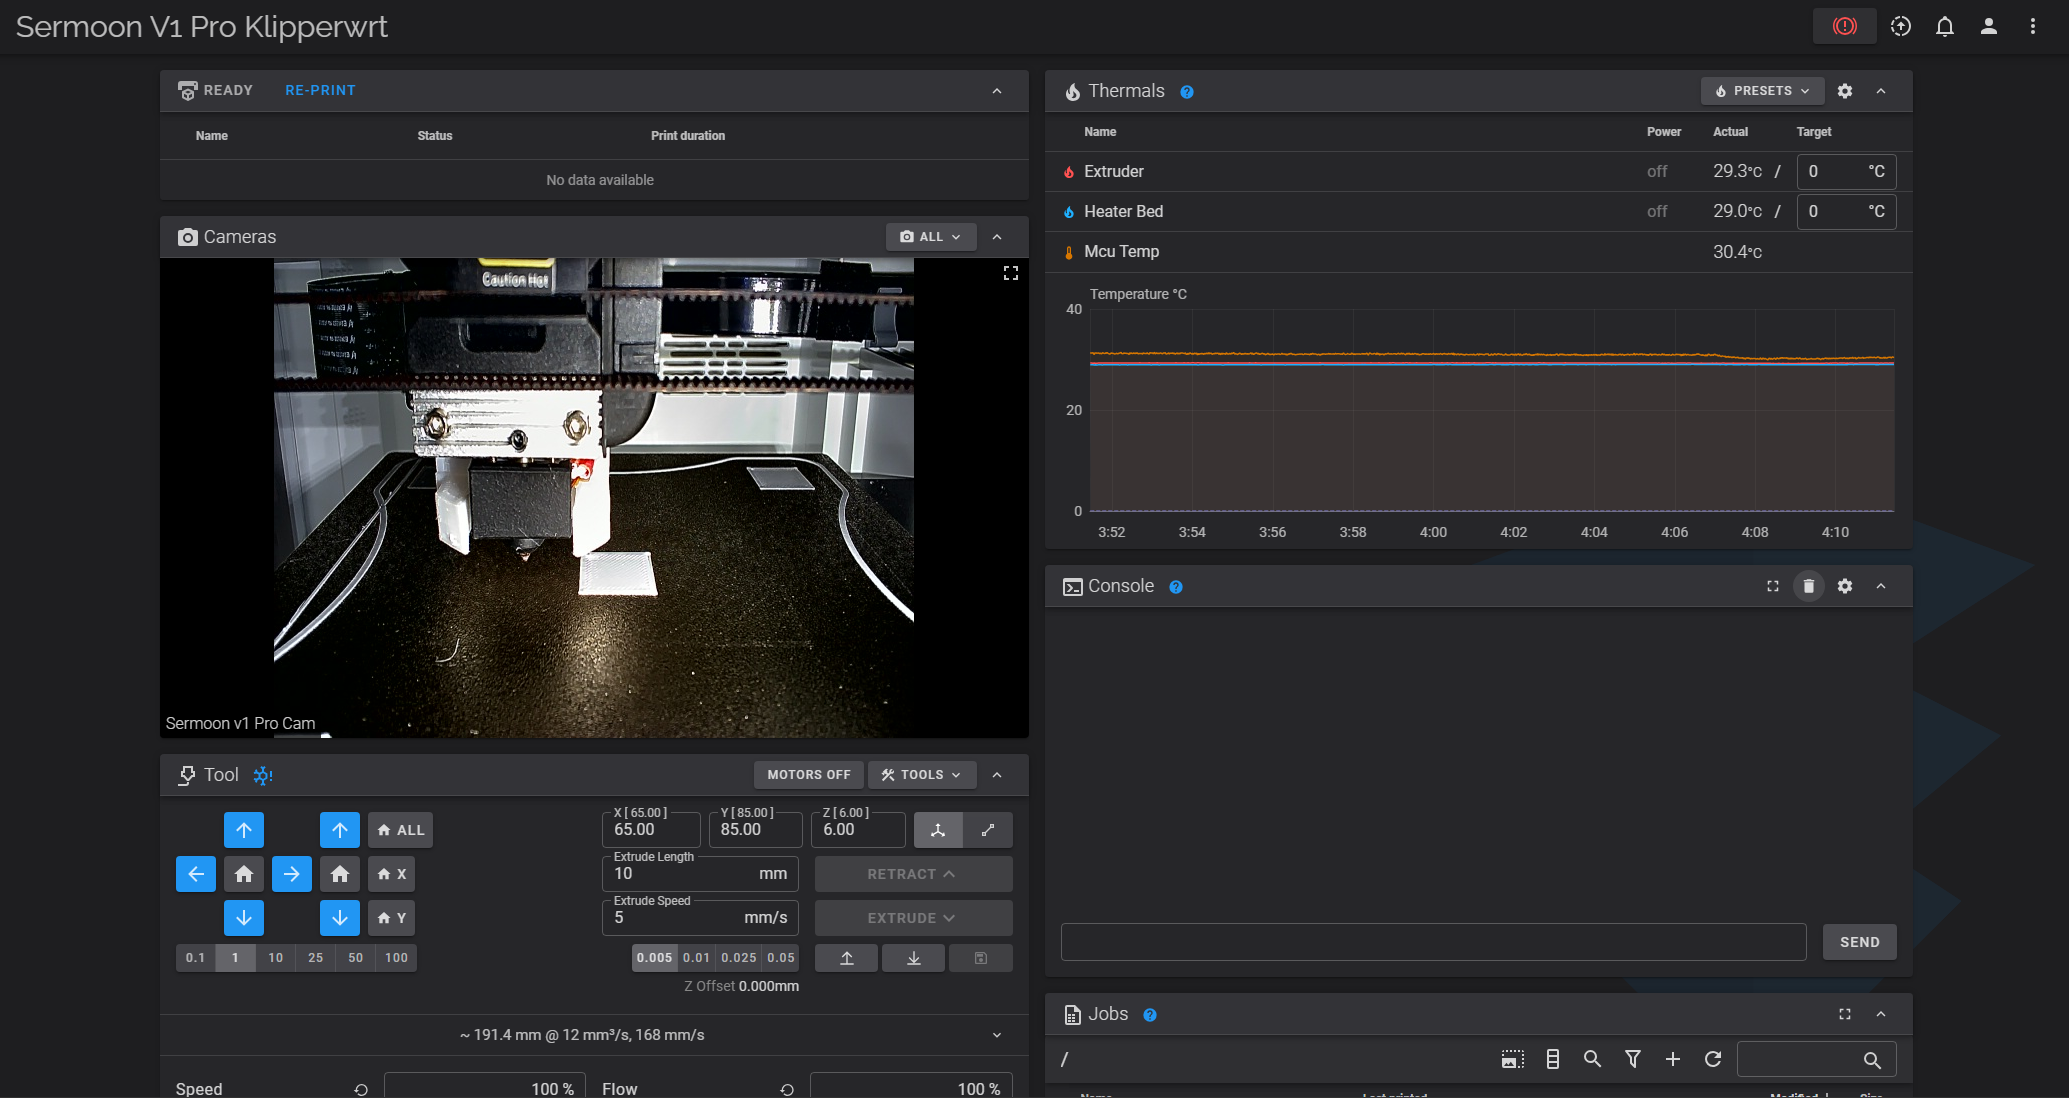 Sermoon V1 Pro Klipperwrt
READY RE-PRINT
Name Status Print duration
No data available
Cameras ALL
Caution Hot
Sermoon v1 Pro Cam
Tool MOTORS OFF TOOLS
X [ 65.00 ] Y [ 85.00 ] Z [ 6.00 ]
ALL 65.00 85.00 6.00
Extrude Length
X 10 mm RETRACT
Extrude Speed
Y 5 mm/s EXTRUDE
0.1 1 10 25 50 100 0.005 0.01 0.025 0.05
Z Offset 0.000mm
~ 191.4 mm @ 12 mm³/s, 168 mm/s
Speed 100 % Flow 100 %
Thermals PRESETS
Name Power Actual Target
Extruder off 29.3°C / 0 °C
Heater Bed off 29.0°C / 0 °C
Mcu Temp 30.4°C
Temperature °C
40
20
0
3:52 3:54 3:56 3:58 4:00 4:02 4:04 4:06 4:08 4:10
Console
SEND
Jobs
/
Name Last printed Modified Size